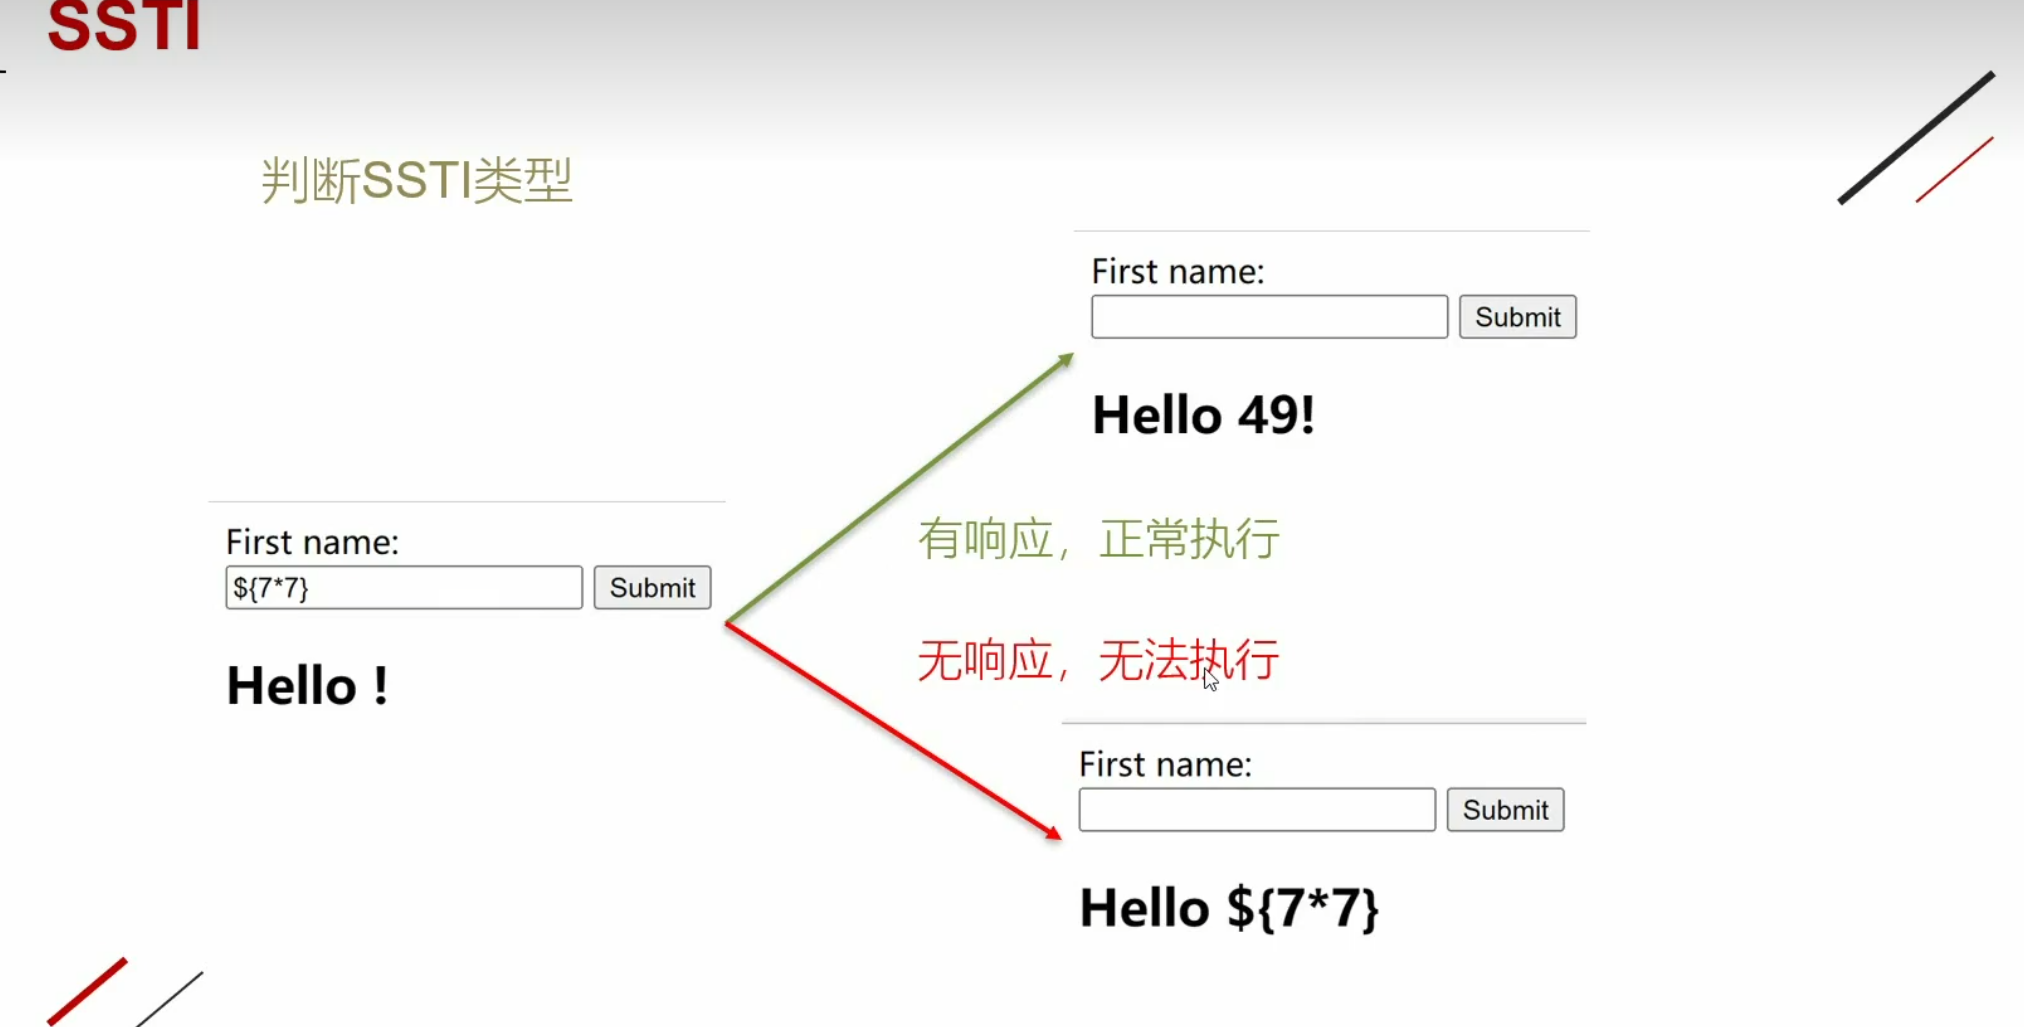 SSTI
判断SSTI类型
First name:
Submit
Hello 49!
有响应，正常执行
First name:
${7*7}
Submit
Hello !
无响应，无法执行
First name:
Submit
Hello ${7*7}